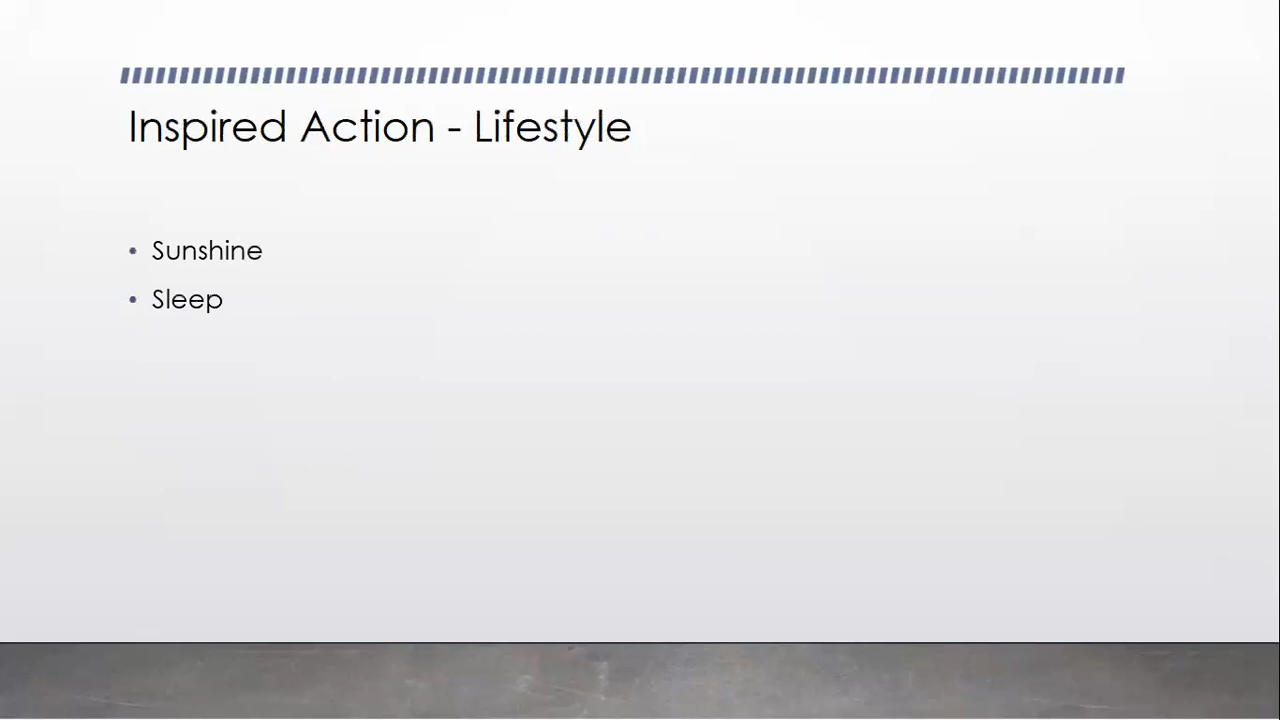 Inspired Action - Lifestyle
• Sunshine
• Sleep